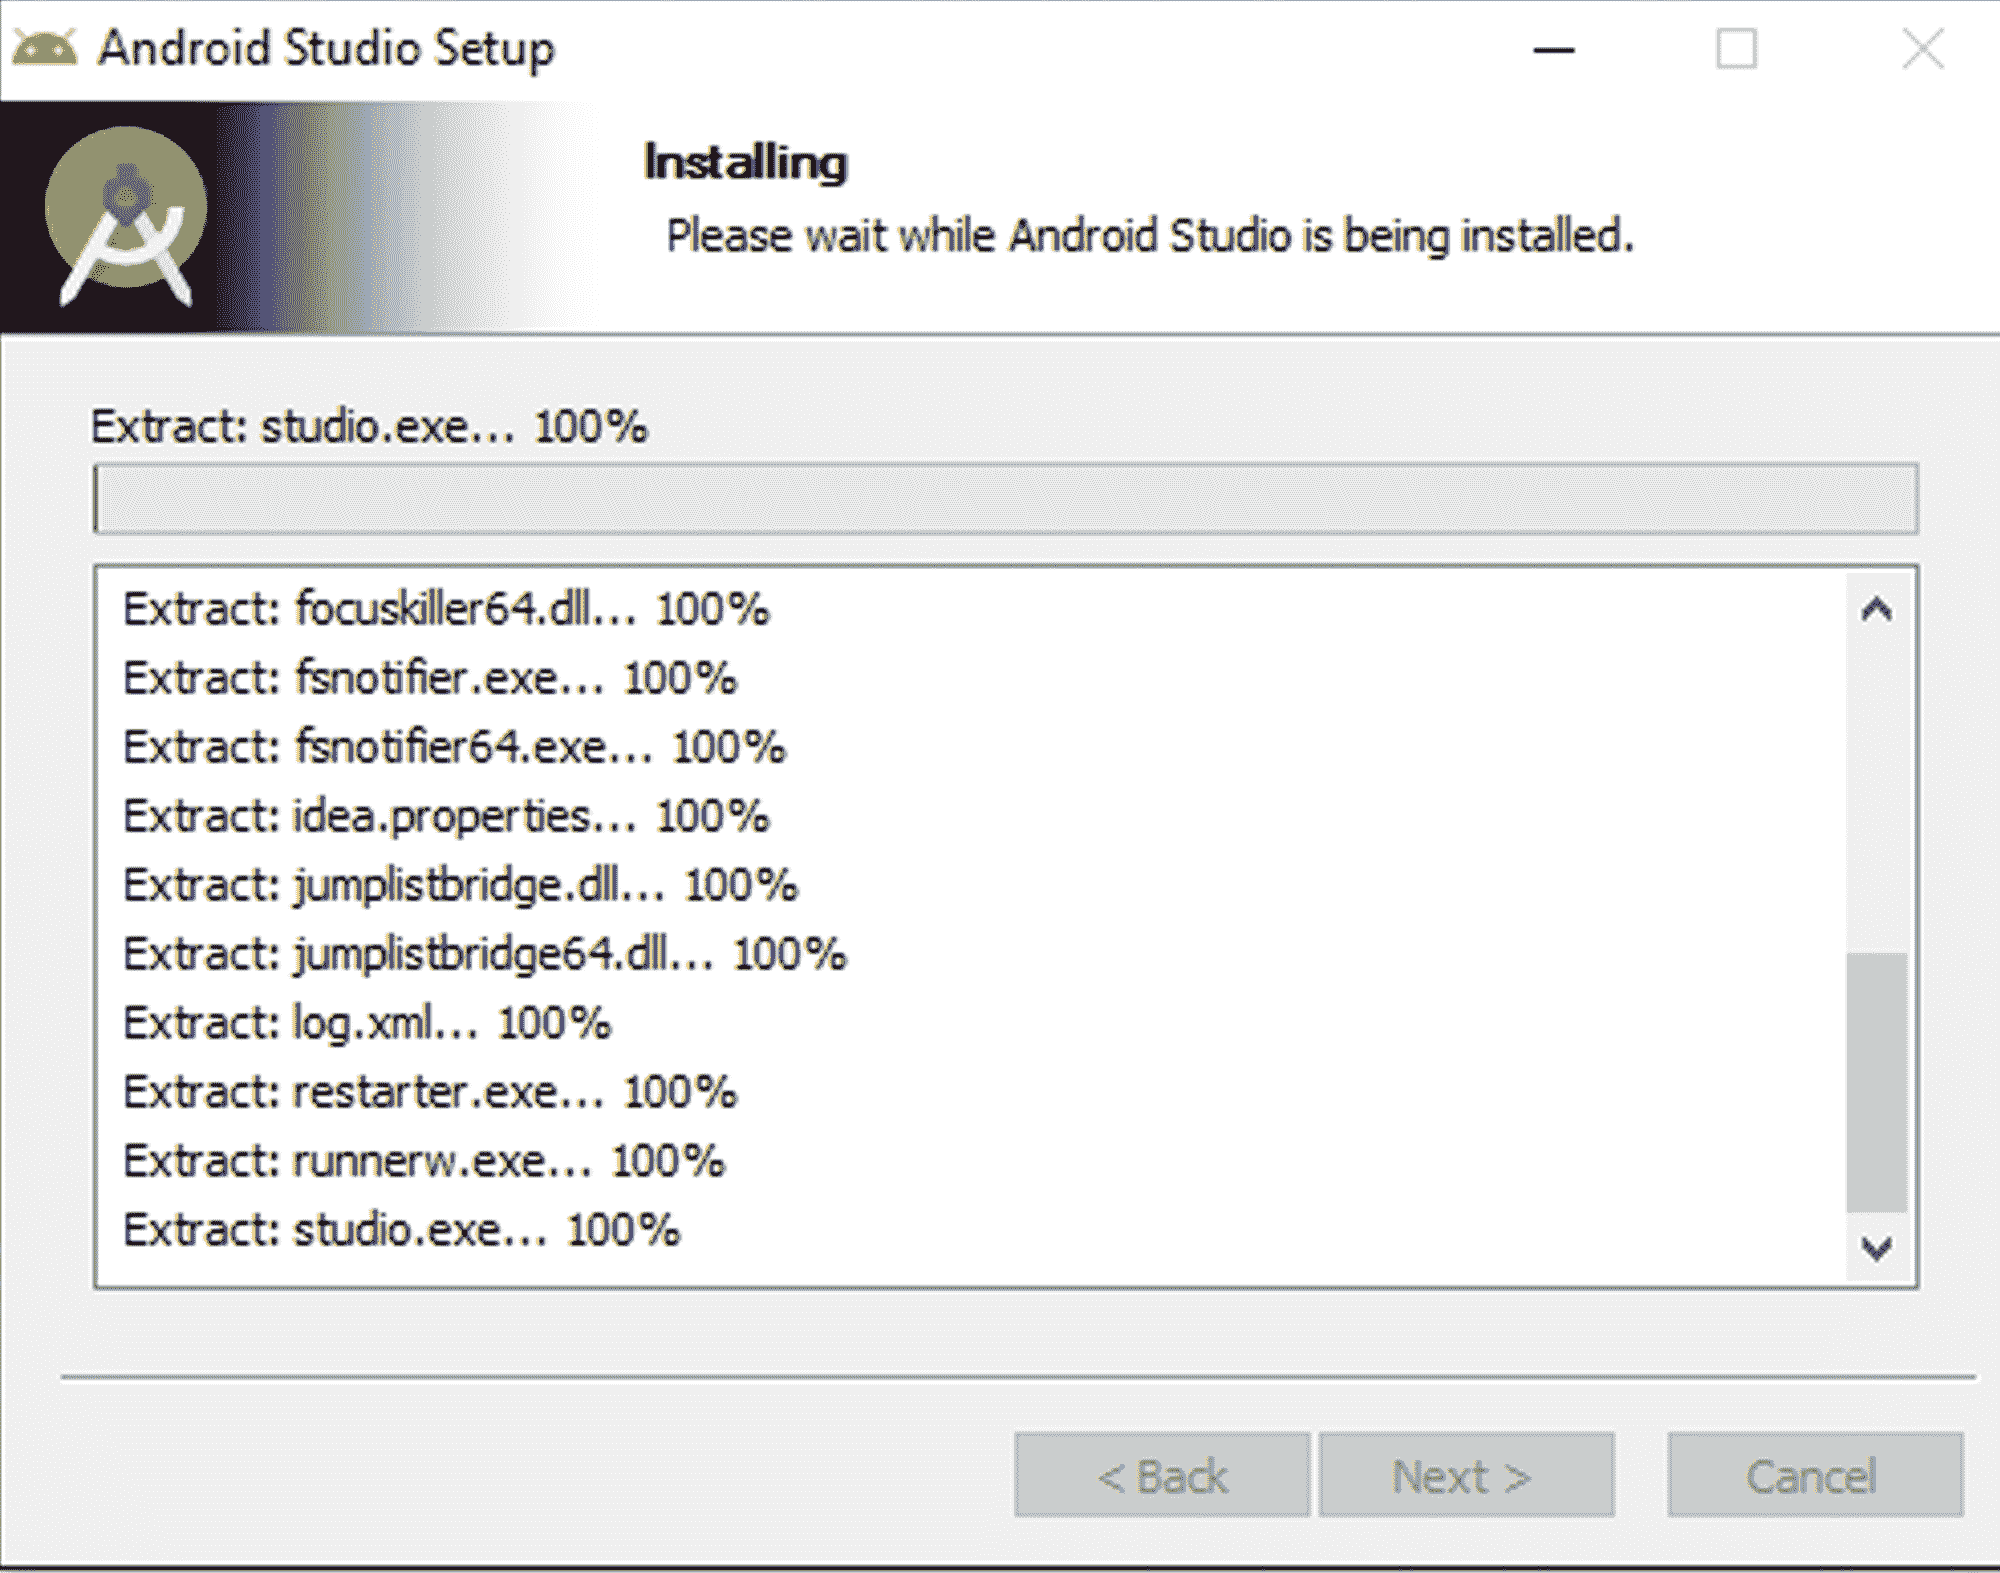 Android Studio Setup
Installing
Please wait while Android Studio is being installed.
Extract: studio.exe... 100%
Extract: focuskiller64.dll... 100%
Extract: fsnotifier.exe... 100%
Extract: fsnotifier64.exe... 100%
Extract: idea.properties... 100%
Extract: jumplistbridge.dll... 100%
Extract: jumplistbridge64.dll... 100%
Extract: log.xml... 100%
Extract: restarter.exe... 100%
Extract: runnerw.exe... 100%
Extract: studio.exe... 100%
< Back Next > Cancel